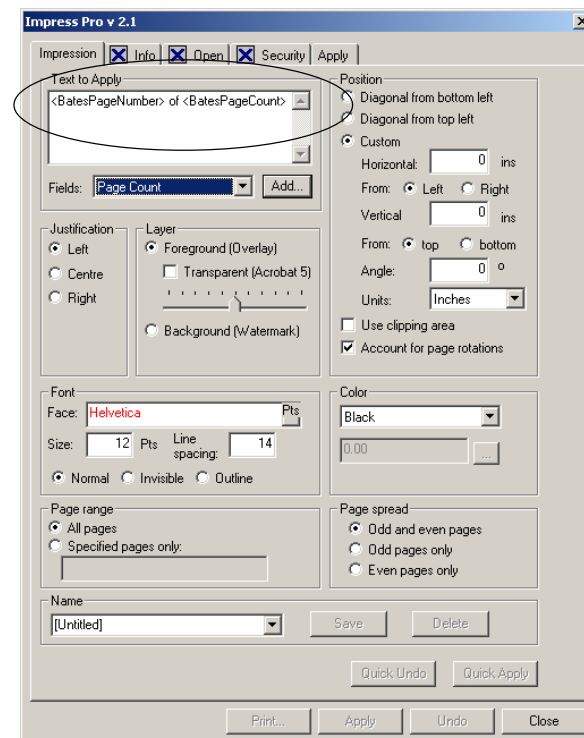 Impress Pro v 2.1
Impression Info Open Security Apply
Text to Apply
<BatesPageNumber> of <BatesPageCount>
Fields: Page Count Add...
Position
Diagonal from bottom left
Diagonal from top left
Custom
Horizontal: 0 ins
From: Left Right
Vertical 0 ins
From: top bottom
Angle: 0 o
Units: Inches
Use clipping area
Account for page rotations
Justification
Left
Centre
Right
Layer
Foreground (Overlay)
Transparent (Acrobat 5)
Background (Watermark)
Font
Face: Helvetica Pts
Size: 12 Pts Line spacing: 14
Normal Invisible Outline
Color
Black
0.00 ...
Page range
All pages
Specified pages only:
Page spread
Odd and even pages
Odd pages only
Even pages only
Name
[Untitled] Save Delete
Quick Undo Quick Apply
Print... Apply Undo Close